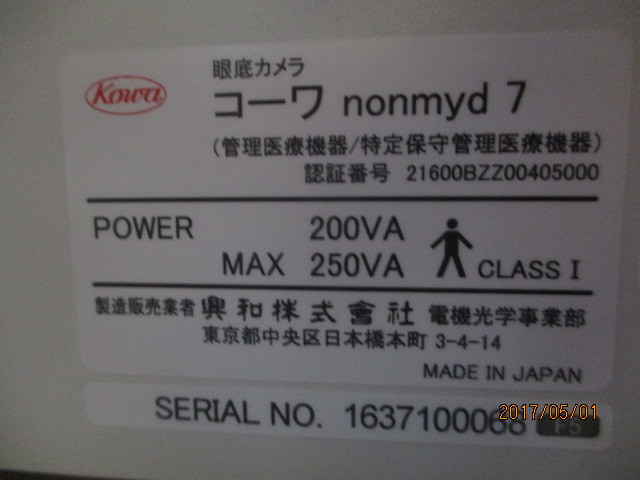 眼底カメラ
Kowa コーワ nonmyd 7
(管理医療機器/特定保守管理医療機器)
認証番号 21600BZZ00405000
POWER 200VA
MAX 250VA CLASS I
製造販売業者 興和株式會社 電機光学事業部
東京都中央区日本橋本町 3-4-14
MADE IN JAPAN
SERIAL NO. 1637100068
2017/05/01